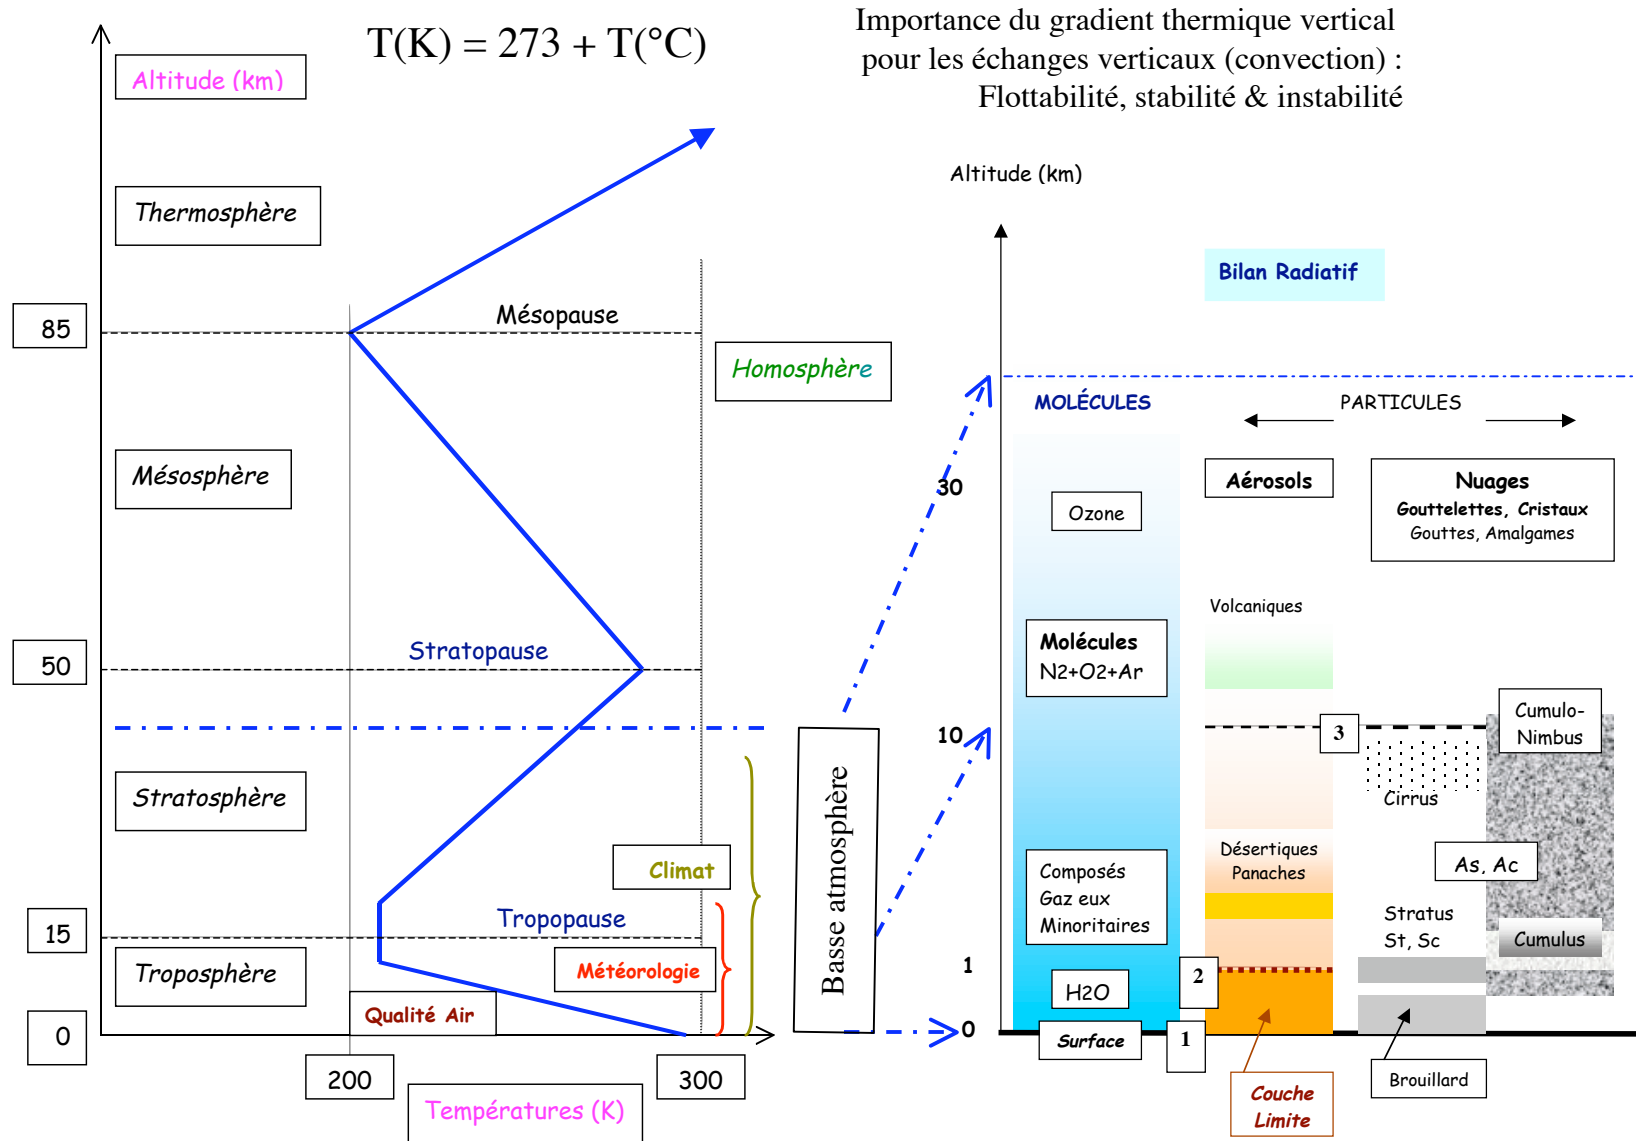 T(K) = 273 + T(°C)
Importance du gradient thermique vertical
pour les échanges verticaux (convection) :
Flottabilité, stabilité & instabilité
Altitude (km)
Thermosphère
85
Mésopause
Homosphère
Mésosphère
50
Stratopause
Stratosphère
Climat
15
Tropopause
Troposphère
Météorologie
Qualité Air
0
200
300
Températures (K)
Basse atmosphère
Altitude (km)
Bilan Radiatif
MOLÉCULES
PARTICULES
30
Ozone
Aérosols
Nuages
Gouttelettes, Cristaux
Gouttes, Amalgames
Volcaniques
Molécules
N2+O2+Ar
10
3
Cumulo-
Nimbus
Cirrus
Désertiques
Panaches
As, Ac
Composés
Gaz eux
Minoritaires
Stratus
St, Sc
Cumulus
1
2
H2O
0
Surface
1
Couche
Limite
Brouillard